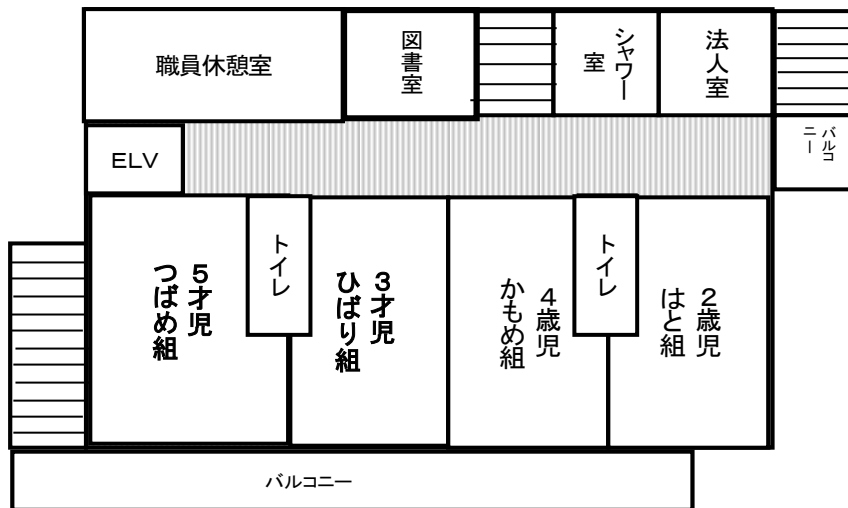 職員休憩室
図書室
シャワー
室
法人室
バルコ
ニー
ELV
5才児
つばめ組
トイレ
3才児
ひばり組
4歳児
かもめ組
トイレ
2歳児
はと組
バルコニー